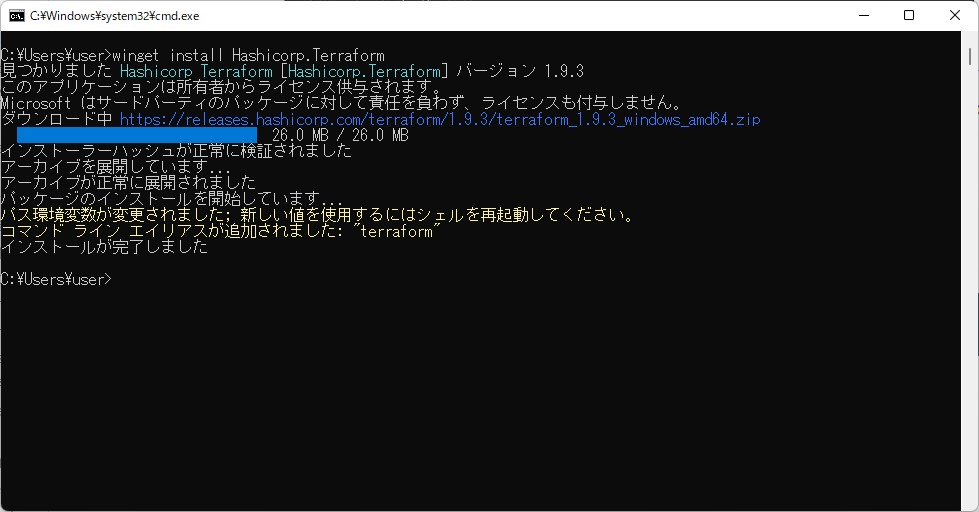 C:¥Windows¥system32¥cmd.exe
C:¥Users¥user>winget install Hashicorp.Terraform
見つかりました Hashicorp Terraform [Hashicorp.Terraform] バージョン 1.9.3
このアプリケーションは所有者からライセンス供与されます。
Microsoft はサードパーティのパッケージに対して責任を負わず、ライセンスも付与しません。
ダウンロード中 https://releases.hashicorp.com/terraform/1.9.3/terraform_1.9.3_windows_amd64.zip
26.0 MB / 26.0 MB
インストーラーハッシュが正常に検証されました
アーカイブを展開しています...
アーカイブが正常に展開されました
パッケージのインストールを開始しています...
パス環境変数が変更されました; 新しい値を使用するにはシェルを再起動してください。
コマンド ライン エイリアスが追加されました: "terraform"
インストールが完了しました
C:¥Users¥user>